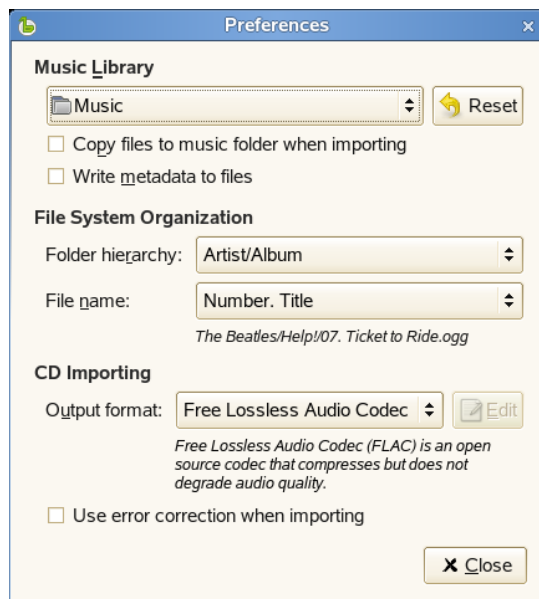 Preferences
Music Library
Music
Reset
Copy files to music folder when importing
Write metadata to files
File System Organization
Folder hierarchy: Artist/Album
File name: Number. Title
The Beatles/Help!/07. Ticket to Ride.ogg
CD Importing
Output format: Free Lossless Audio Codec Edit
Free Lossless Audio Codec (FLAC) is an open
source codec that compresses but does not
degrade audio quality.
Use error correction when importing
Close